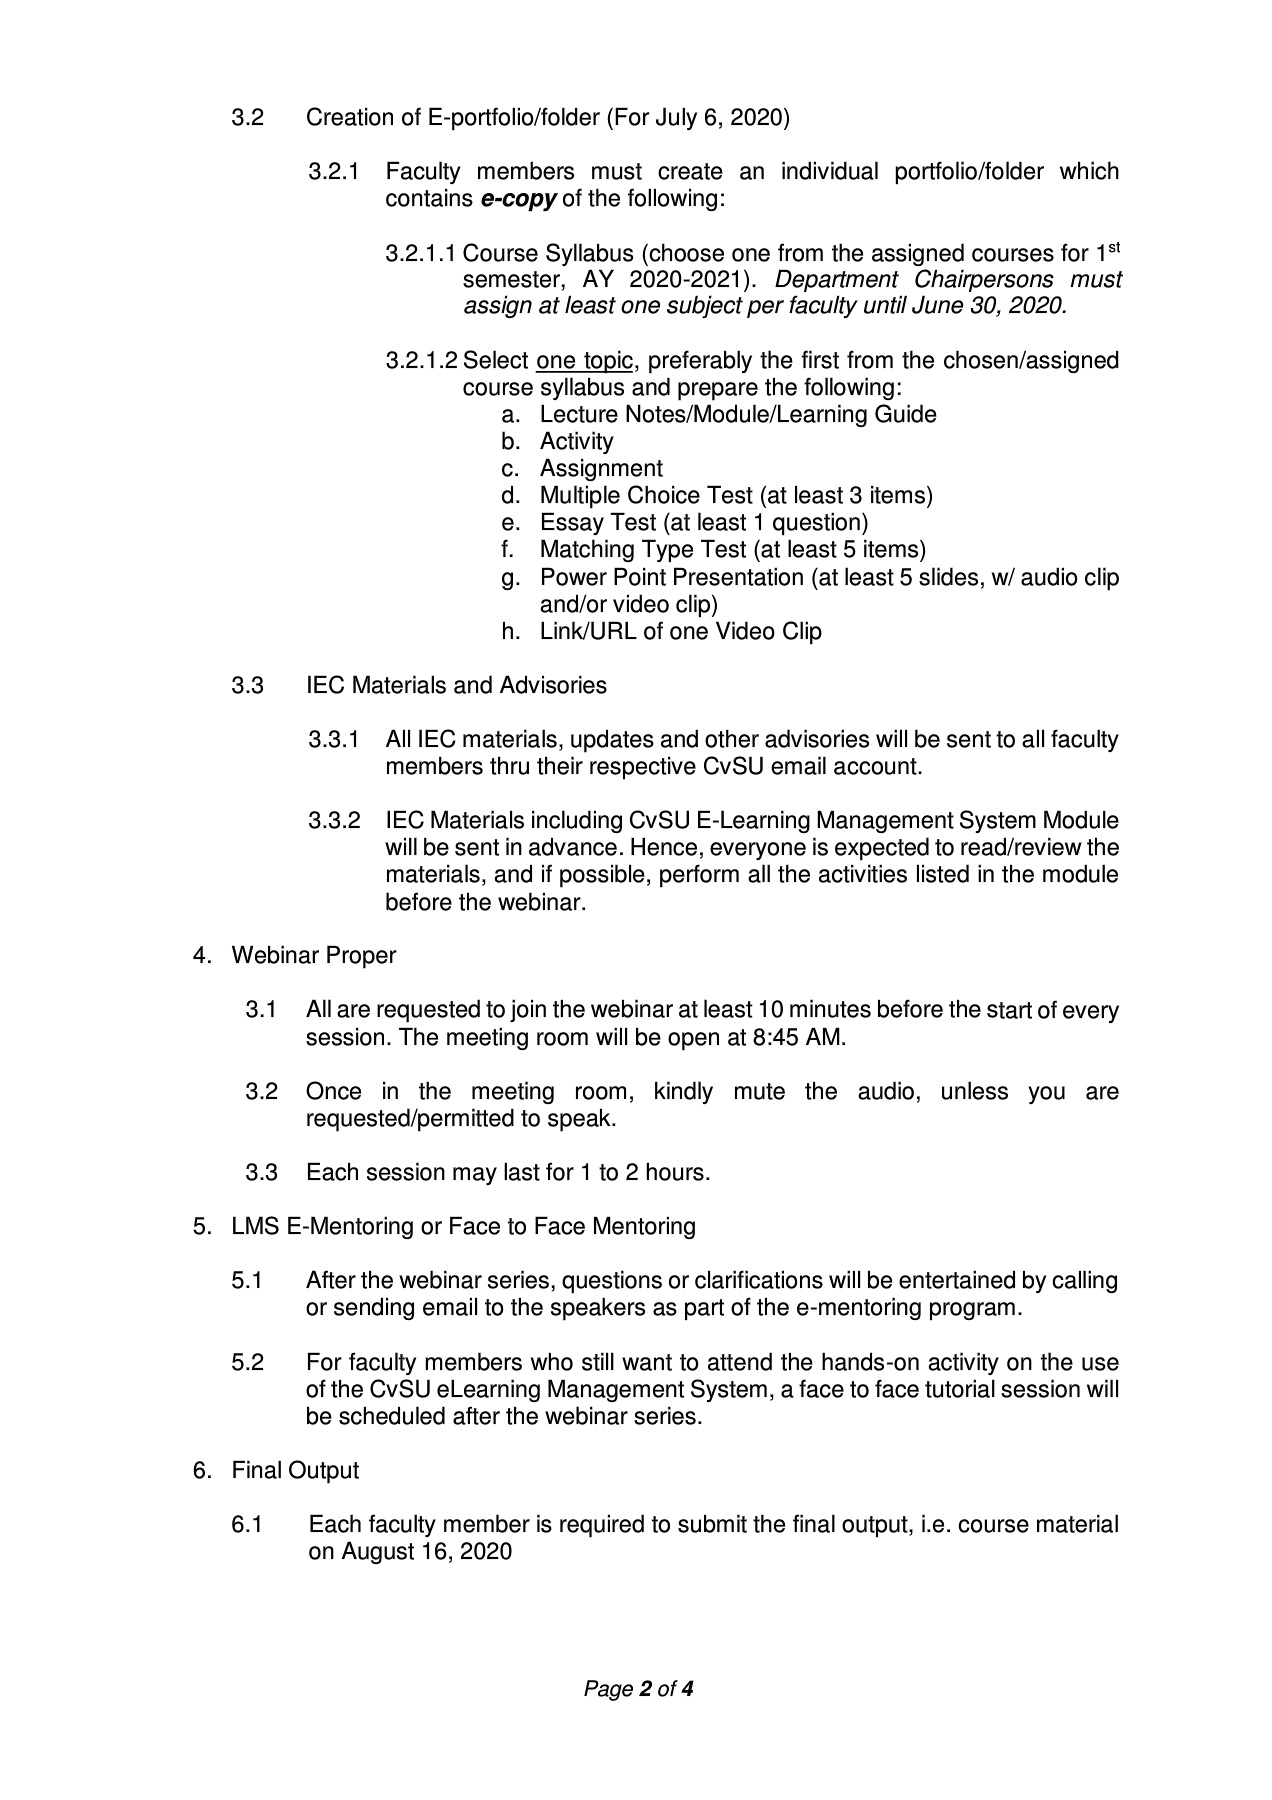 3.2 Creation of E-portfolio/folder (For July 6, 2020)
3.2.1 Faculty members must create an individual portfolio/folder which
contains e-copy of the following:
3.2.1.1 Course Syllabus (choose one from the assigned courses for 1st
semester, AY 2020-2021). Department Chairpersons must
assign at least one subject per faculty until June 30, 2020.
3.2.1.2 Select one topic, preferably the first from the chosen/assigned
course syllabus and prepare the following:
a. Lecture Notes/Module/Learning Guide
b. Activity
c. Assignment
d. Multiple Choice Test (at least 3 items)
e. Essay Test (at least 1 question)
f. Matching Type Test (at least 5 items)
g. Power Point Presentation (at least 5 slides, w/ audio clip
and/or video clip)
h. Link/URL of one Video Clip
3.3 IEC Materials and Advisories
3.3.1 All IEC materials, updates and other advisories will be sent to all faculty
members thru their respective CvSU email account.
3.3.2 IEC Materials including CvSU E-Learning Management System Module
will be sent in advance. Hence, everyone is expected to read/review the
materials, and if possible, perform all the activities listed in the module
before the webinar.
4. Webinar Proper
3.1 All are requested to join the webinar at least 10 minutes before the start of every
session. The meeting room will be open at 8:45 AM.
3.2 Once in the meeting room, kindly mute the audio, unless you are
requested/permitted to speak.
3.3 Each session may last for 1 to 2 hours.
5. LMS E-Mentoring or Face to Face Mentoring
5.1 After the webinar series, questions or clarifications will be entertained by calling
or sending email to the speakers as part of the e-mentoring program.
5.2 For faculty members who still want to attend the hands-on activity on the use
of the CvSU eLearning Management System, a face to face tutorial session will
be scheduled after the webinar series.
6. Final Output
6.1 Each faculty member is required to submit the final output, i.e. course material
on August 16, 2020
Page 2 of 4